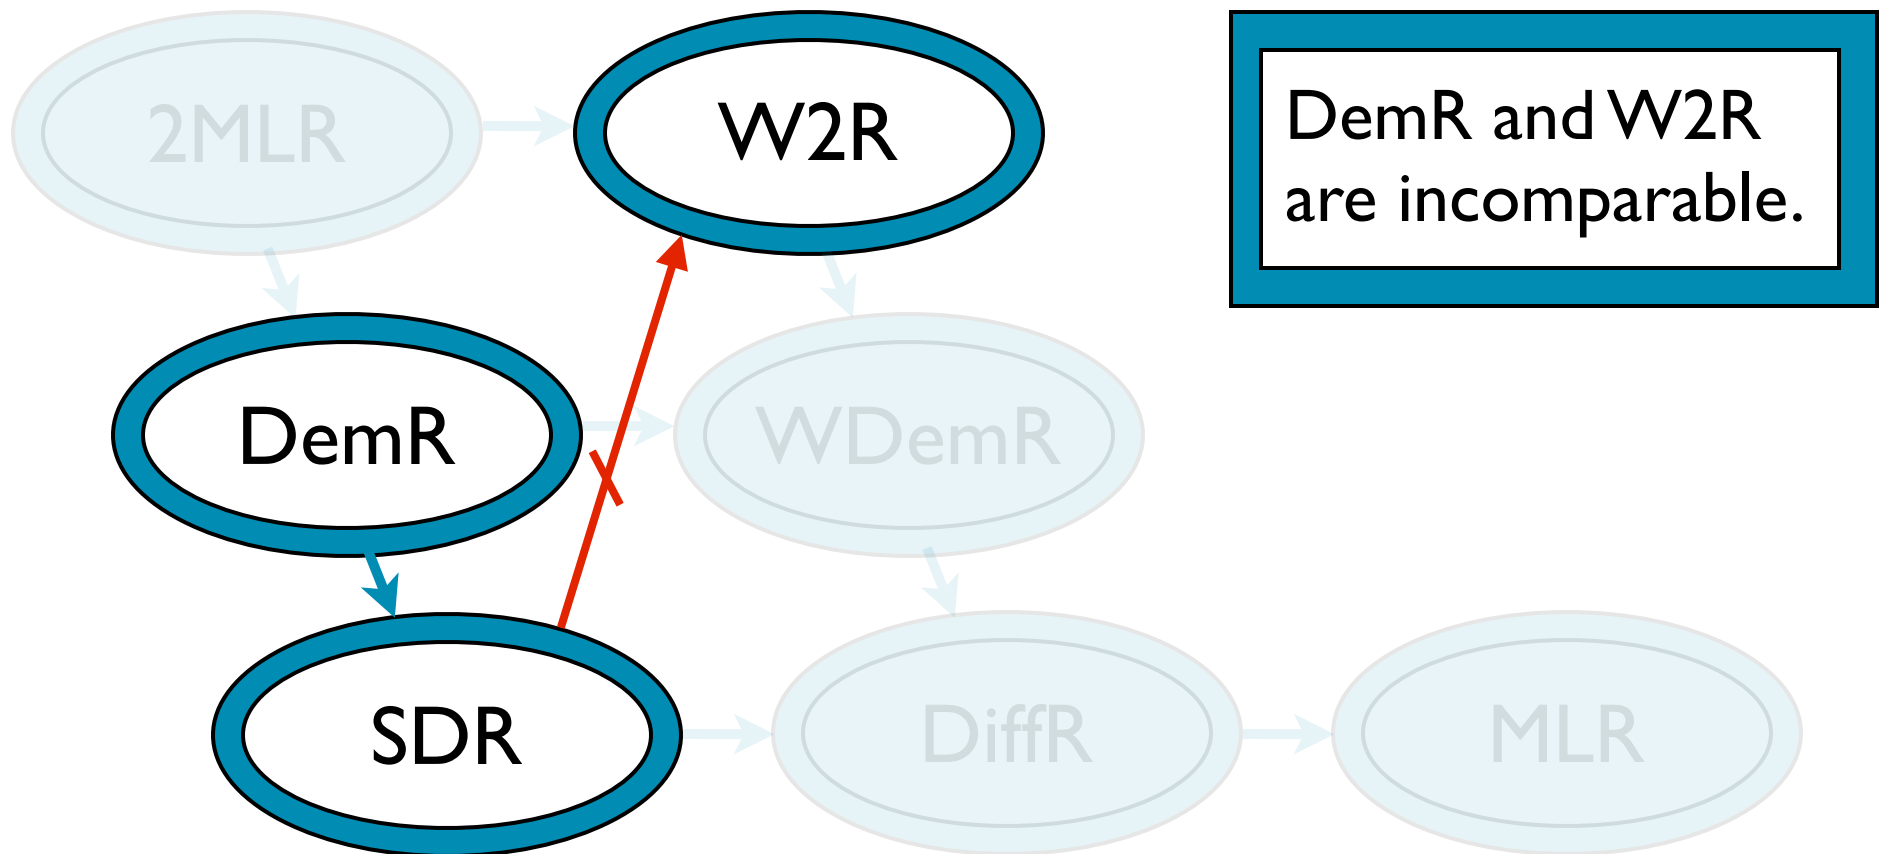 2MLR
W2R
DemR and W2R
are incomparable.
DemR
WDemR
SDR
DiffR
MLR